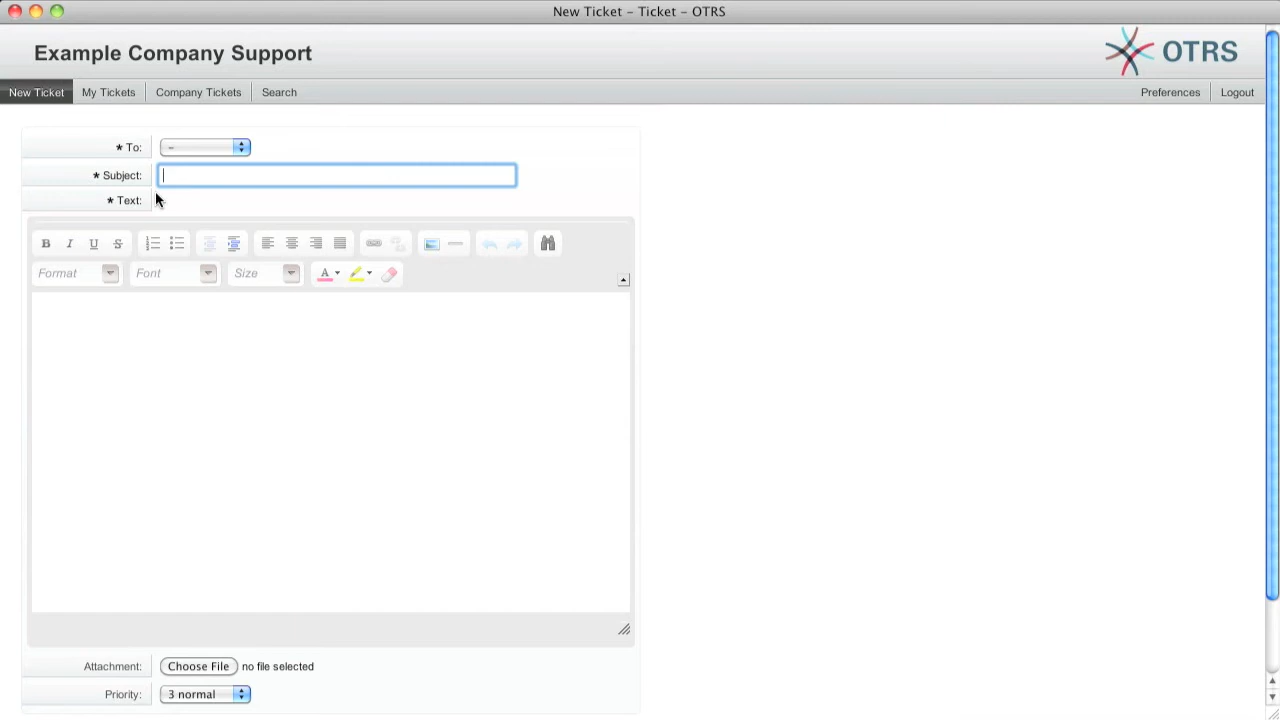 New Ticket – Ticket – OTRS
Example Company Support
OTRS
New Ticket My Tickets Company Tickets Search Preferences Logout
* To: –
* Subject:
* Text:
B I U S
Format Font Size A
Attachment: Choose File no file selected
Priority: 3 normal